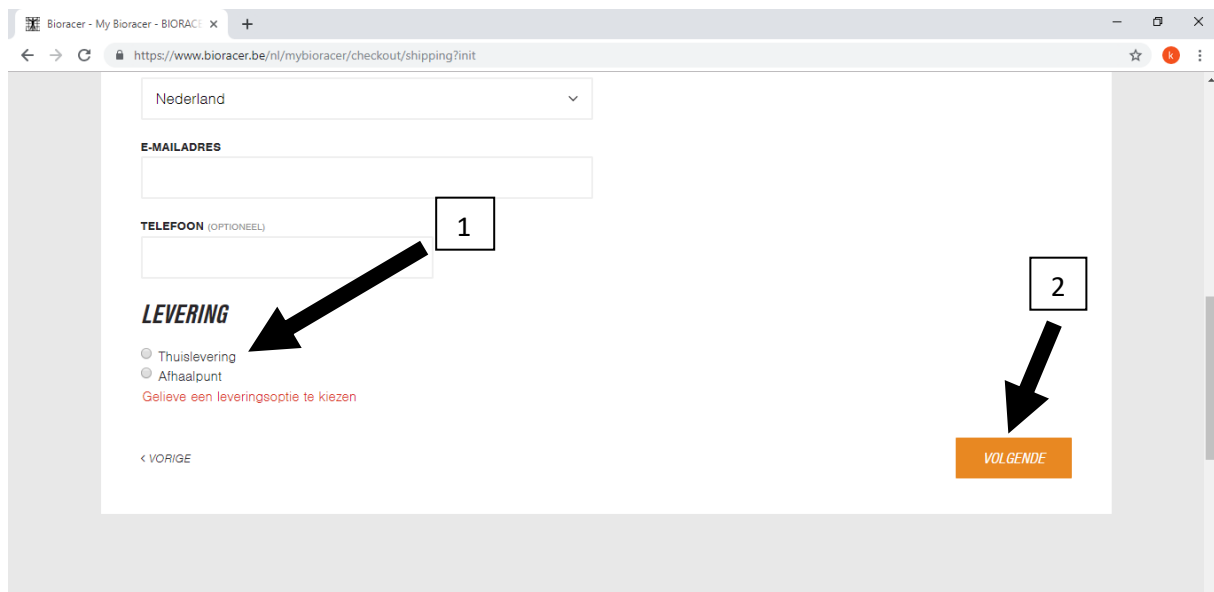 Bioracer - My Bioracer - BIORACE
https://www.bioracer.be/nl/mybioracer/checkout/shipping?init
k
Nederland
E-MAILADRES
TELEFOON (OPTIONEEL)
1
2
LEVERING
Thuislevering
Afhaalpunt
Gelieve een leveringsoptie te kiezen
< VORIGE
VOLGENDE